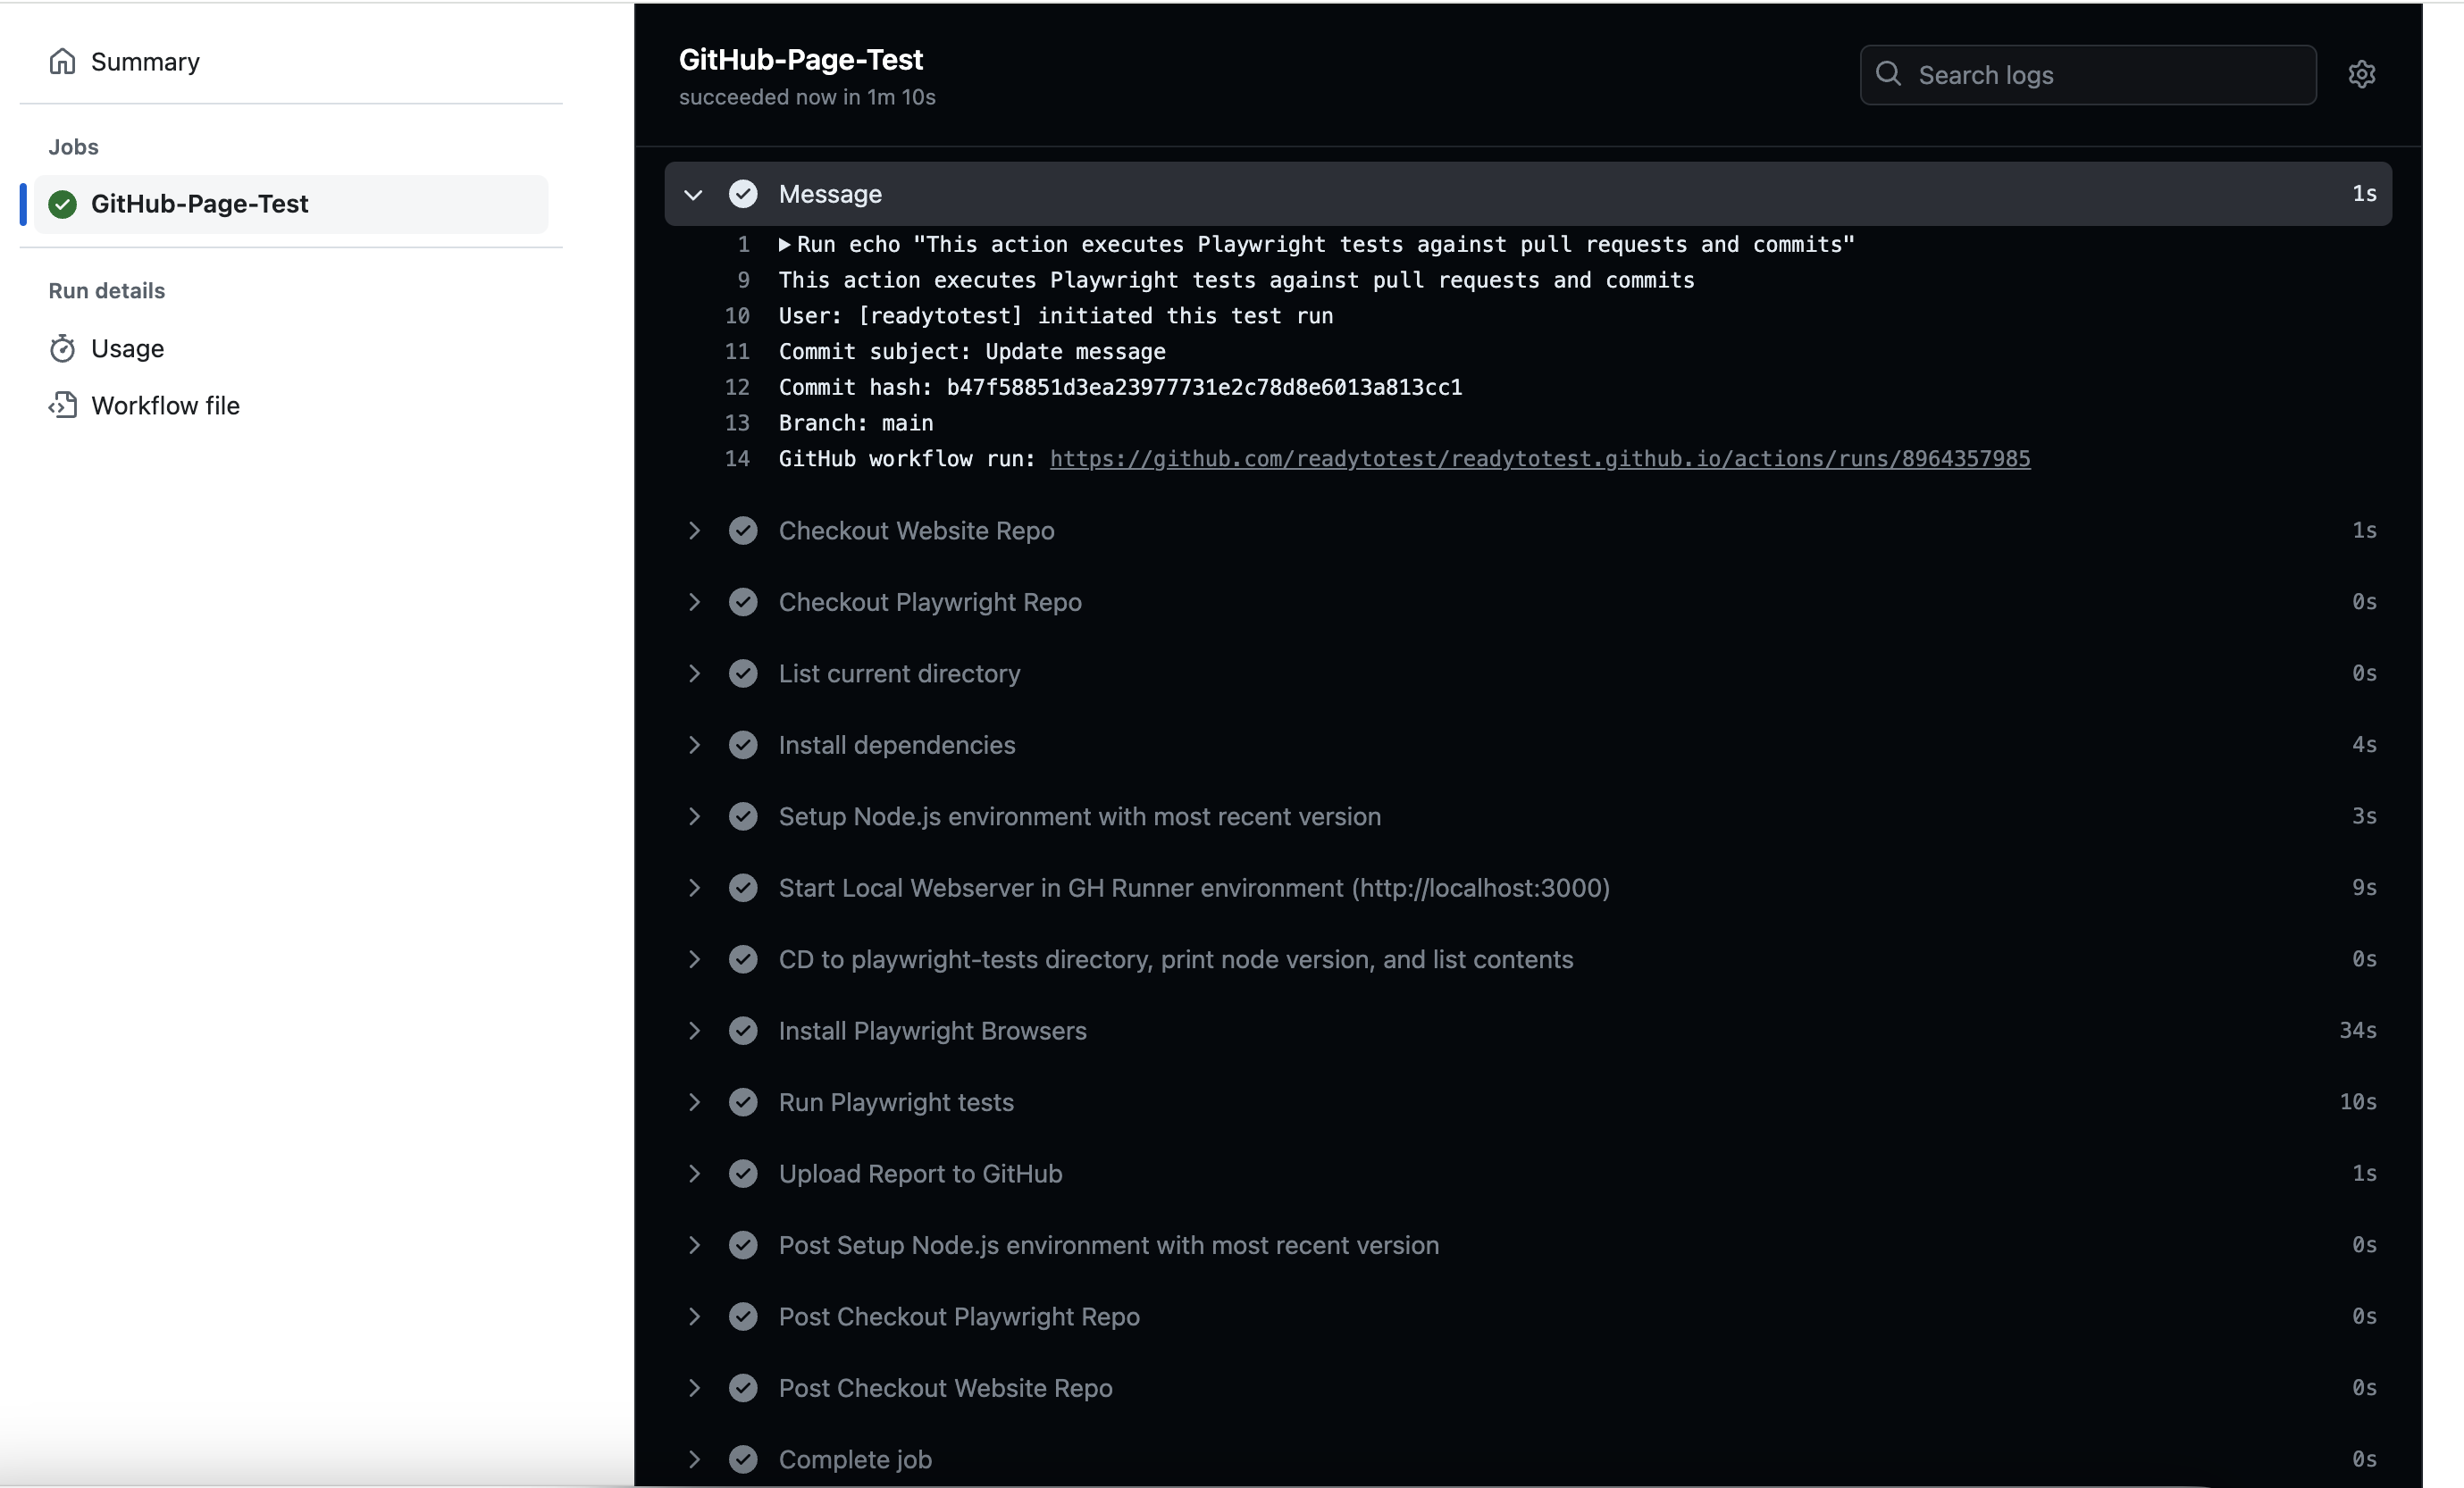 Summary
Jobs
GitHub-Page-Test
Run details
Usage
Workflow file
GitHub-Page-Test
succeeded now in 1m 10s
Search logs
Message 1s
1 Run echo "This action executes Playwright tests against pull requests and commits"
9 This action executes Playwright tests against pull requests and commits
10 User: [readytotest] initiated this test run
11 Commit subject: Update message
12 Commit hash: b47f58851d3ea23977731e2c78d8e6013a813cc1
13 Branch: main
14 GitHub workflow run: https://github.com/readytotest/readytotest.github.io/actions/runs/8964357985
Checkout Website Repo 1s
Checkout Playwright Repo 0s
List current directory 0s
Install dependencies 4s
Setup Node.js environment with most recent version 3s
Start Local Webserver in GH Runner environment (http://localhost:3000) 9s
CD to playwright-tests directory, print node version, and list contents 0s
Install Playwright Browsers 34s
Run Playwright tests 10s
Upload Report to GitHub 1s
Post Setup Node.js environment with most recent version 0s
Post Checkout Playwright Repo 0s
Post Checkout Website Repo 0s
Complete job 0s